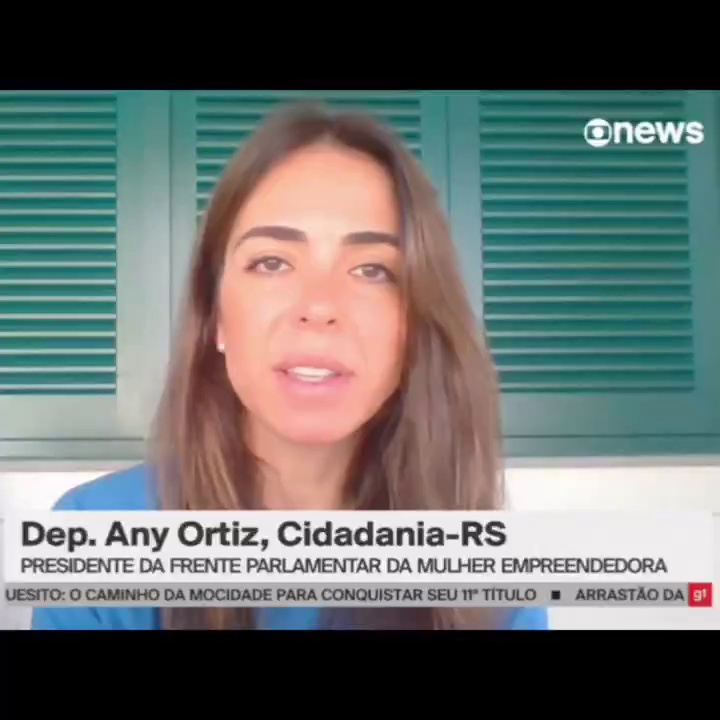 news
Dep. Any Ortiz, Cidadania-RS
PRESIDENTE DA FRENTE PARLAMENTAR DA MULHER EMPREENDEDORA
UESITO: O CAMINHO DA MOCIDADE PARA CONQUISTAR SEU 11º TÍTULO ■ ARRASTÃO DA g1